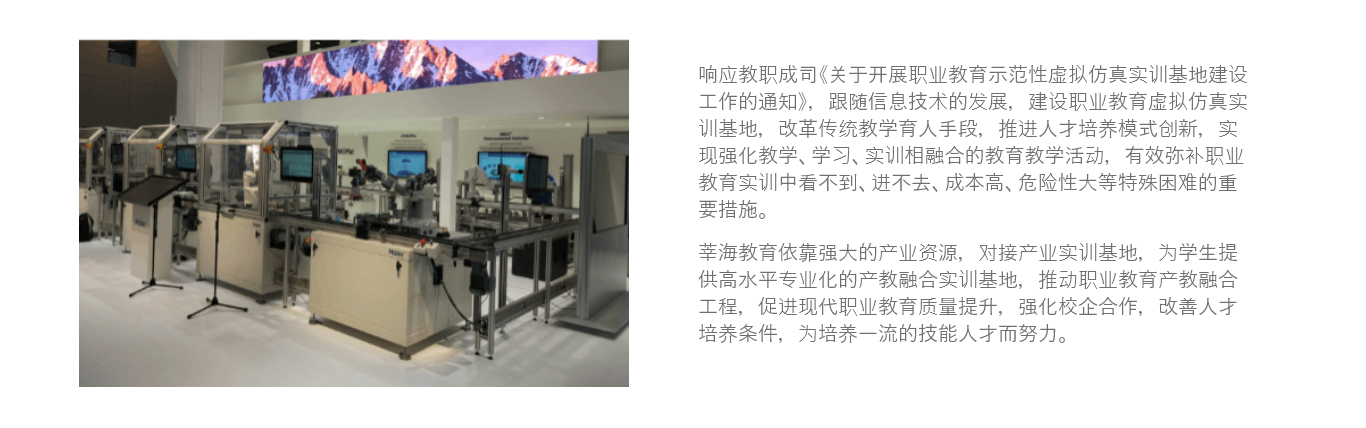 响应教职成司《关于开展职业教育示范性虚拟仿真实训基地建设
工作的通知》，跟随信息技术的发展，建设职业教育虚拟仿真实
训基地，改革传统教学育人手段，推进人才培养模式创新，实
现强化教学、学习、实训相融合的教育教学活动，有效弥补职业
教育实训中看不到、进不去、成本高、危险性大等特殊困难的重
要措施。
莘海教育依靠强大的产业资源，对接产业实训基地，为学生提
供高水平专业化的产教融合实训基地，推动职业教育产教融合
工程，促进现代职业教育质量提升，强化校企合作，改善人才
培养条件，为培养一流的技能人才而努力。